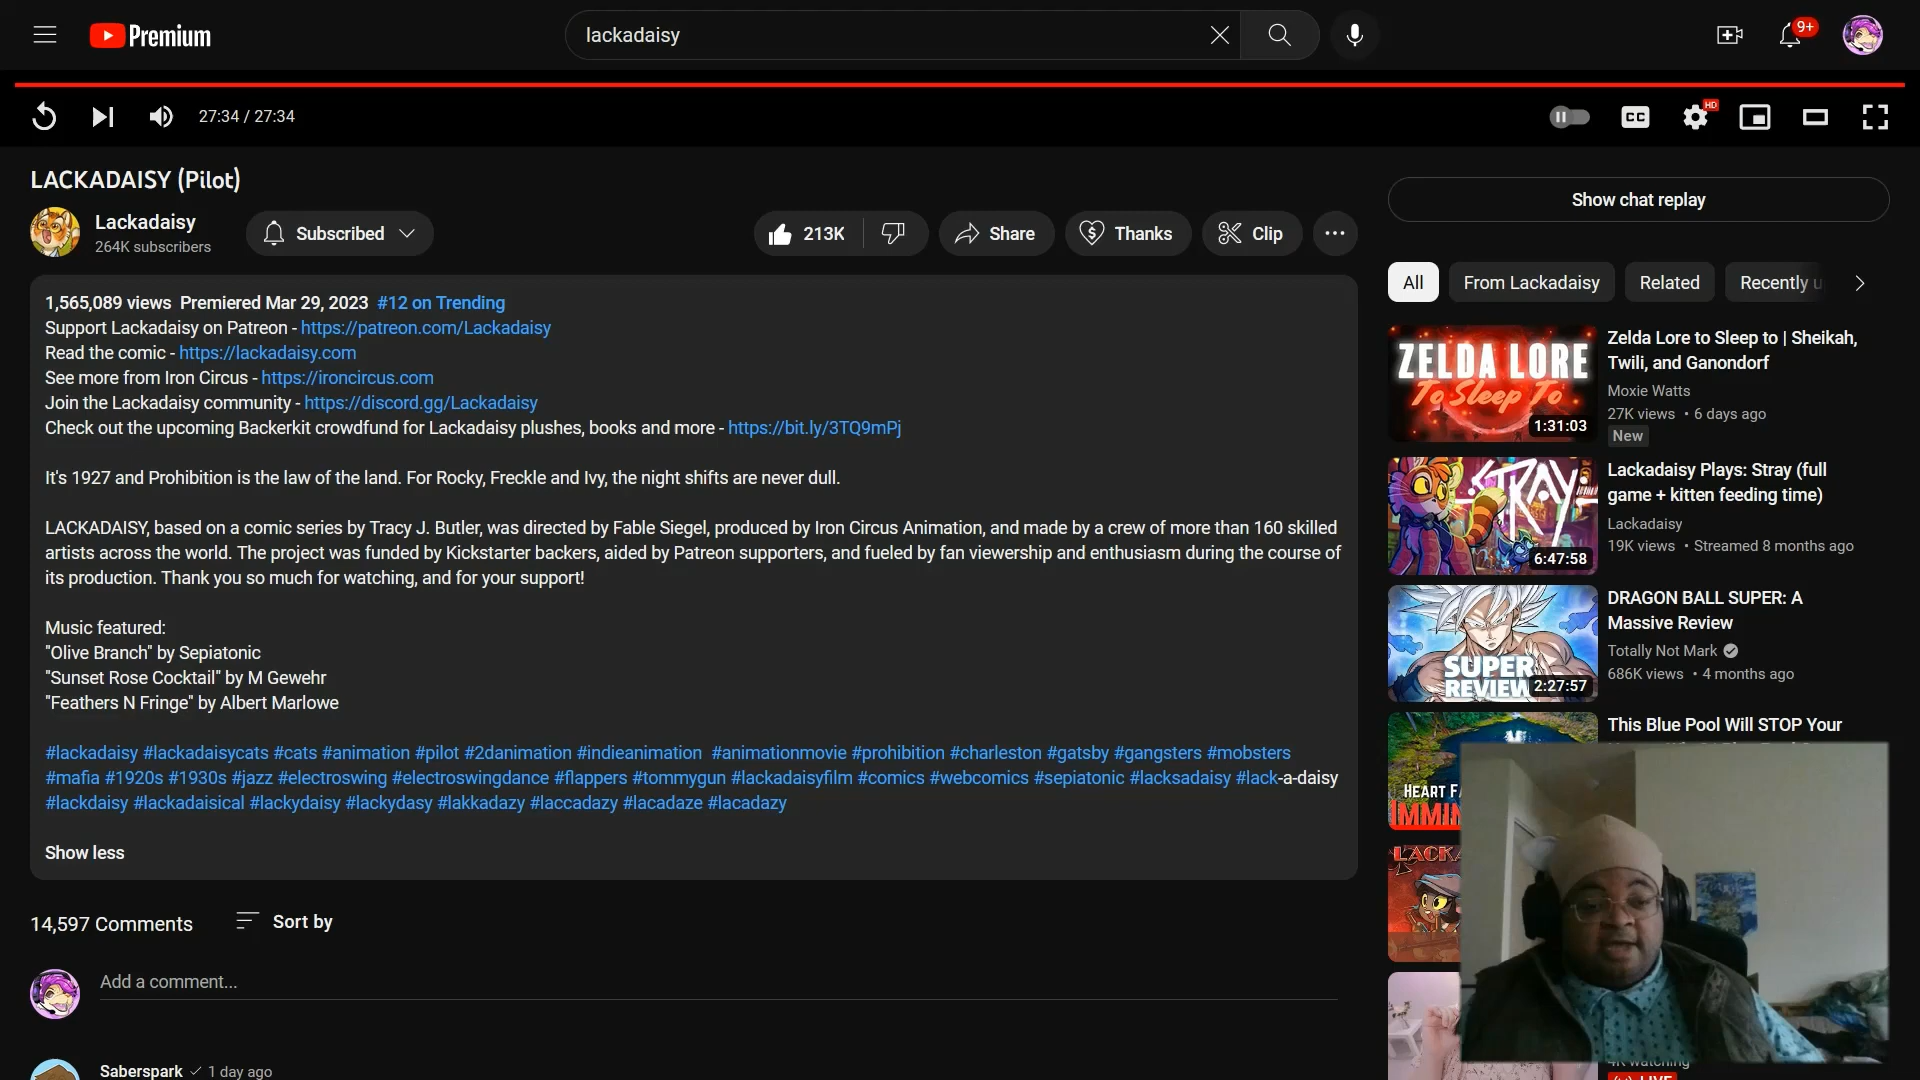 Premium
lackadaisy
9+
27:34 / 27:34
CC
HD
LACKADAISY (Pilot)
Lackadaisy
264K subscribers
Subscribed
213K
Share
Thanks
Clip
Show chat replay
1,565,089 views Premiered Mar 29, 2023 #12 on Trending
Support Lackadaisy on Patreon - https://patreon.com/Lackadaisy
Read the comic - https://lackadaisy.com
See more from Iron Circus - https://ironcircus.com
Join the Lackadaisy community - https://discord.gg/Lackadaisy
Check out the upcoming Backerkit crowdfund for Lackadaisy plushes, books and more - https://bit.ly/3TQ9mPj
It's 1927 and Prohibition is the law of the land. For Rocky, Freckle and Ivy, the night shifts are never dull.
LACKADAISY, based on a comic series by Tracy J. Butler, was directed by Fable Siegel, produced by Iron Circus Animation, and made by a crew of more than 160 skilled
artists across the world. The project was funded by Kickstarter backers, aided by Patreon supporters, and fueled by fan viewership and enthusiasm during the course of
its production. Thank you so much for watching, and for your support!
Music featured:
"Olive Branch" by Sepiatonic
"Sunset Rose Cocktail" by M Gewehr
"Feathers N Fringe" by Albert Marlowe
#lackadaisy #lackadaisycats #cats #animation #pilot #2danimation #indieanimation #animationmovie #prohibition #charleston #gatsby #gangsters #mobsters
#mafia #1920s #1930s #jazz #electroswing #electroswingdance #flappers #tommygun #lackadaisyfilm #comics #webcomics #sepiatonic #lacksadaisy #lack-a-daisy
#lackdaisy #lackadaisical #lackydaisy #lackydasy #lakkadazy #laccadazy #lacadaze #lacadazy
Show less
14,597 Comments
Sort by
Add a comment...
Saberspark
1 day ago
All
From Lackadaisy
Related
Recently u
ZELDA LORE
To Sleep To
1:31:03
Zelda Lore to Sleep to | Sheikah,
Twili, and Ganondorf
Moxie Watts
27K views • 6 days ago
New
STRAY
6:47:58
Lackadaisy Plays: Stray (full
game + kitten feeding time)
Lackadaisy
19K views • Streamed 8 months ago
SUPER
REVIEW
2:27:57
DRAGON BALL SUPER: A
Massive Review
Totally Not Mark
686K views • 4 months ago
This Blue Pool Will STOP Your
HEART FA
IMMIN
LACKA
watching
LIVE